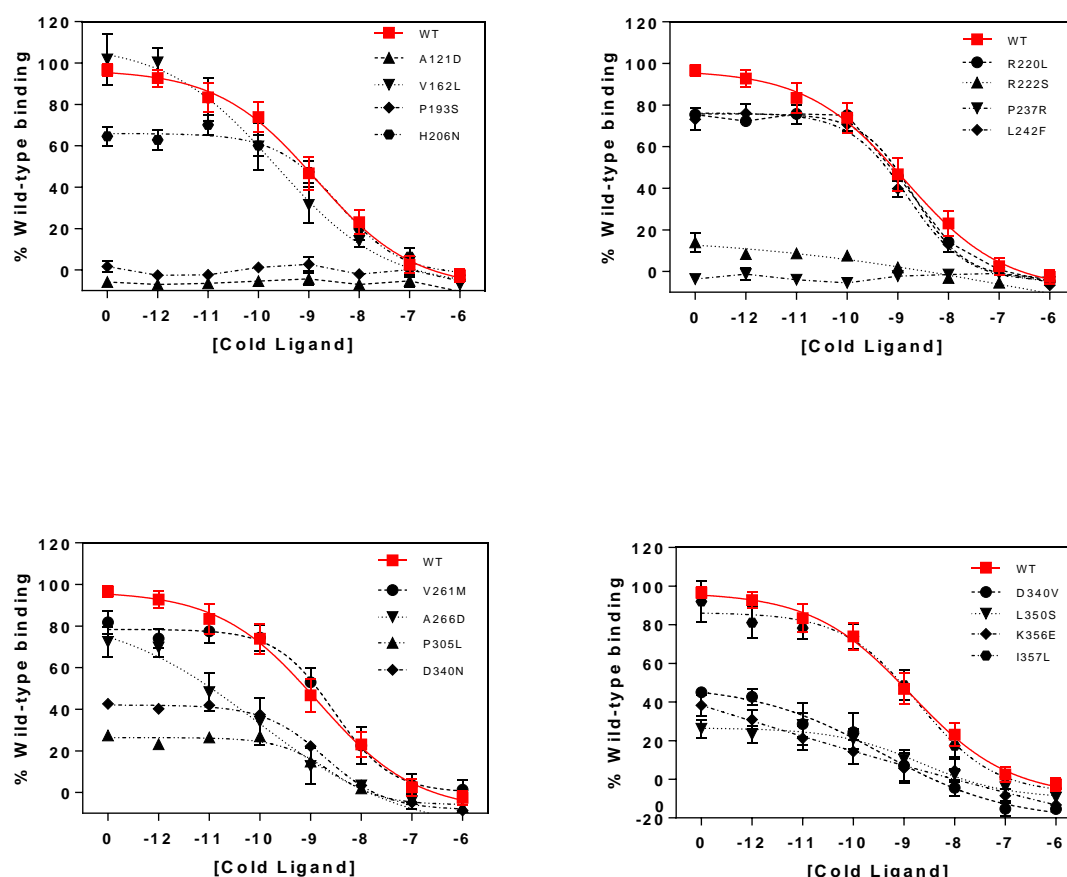 120
100
80
60
40
20
0
% Wild-type binding
WT
A121D
V162L
P193S
H206N
0 -12 -11 -10 -9 -8 -7 -6
[Cold Ligand]
120
100
80
60
40
20
0
% Wild-type binding
WT
R220L
R222S
P237R
L242F
0 -12 -11 -10 -9 -8 -7 -6
[Cold Ligand]
120
100
80
60
40
20
0
% Wild-type binding
WT
V261M
A266D
P305L
D340N
0 -12 -11 -10 -9 -8 -7 -6
[Cold Ligand]
120
100
80
60
40
20
0
0
-20
% Wild-type binding
WT
D340V
L350S
K356E
I357L
0 -12 -11 -10 -9 -8 -7 -6
[Cold Ligand]